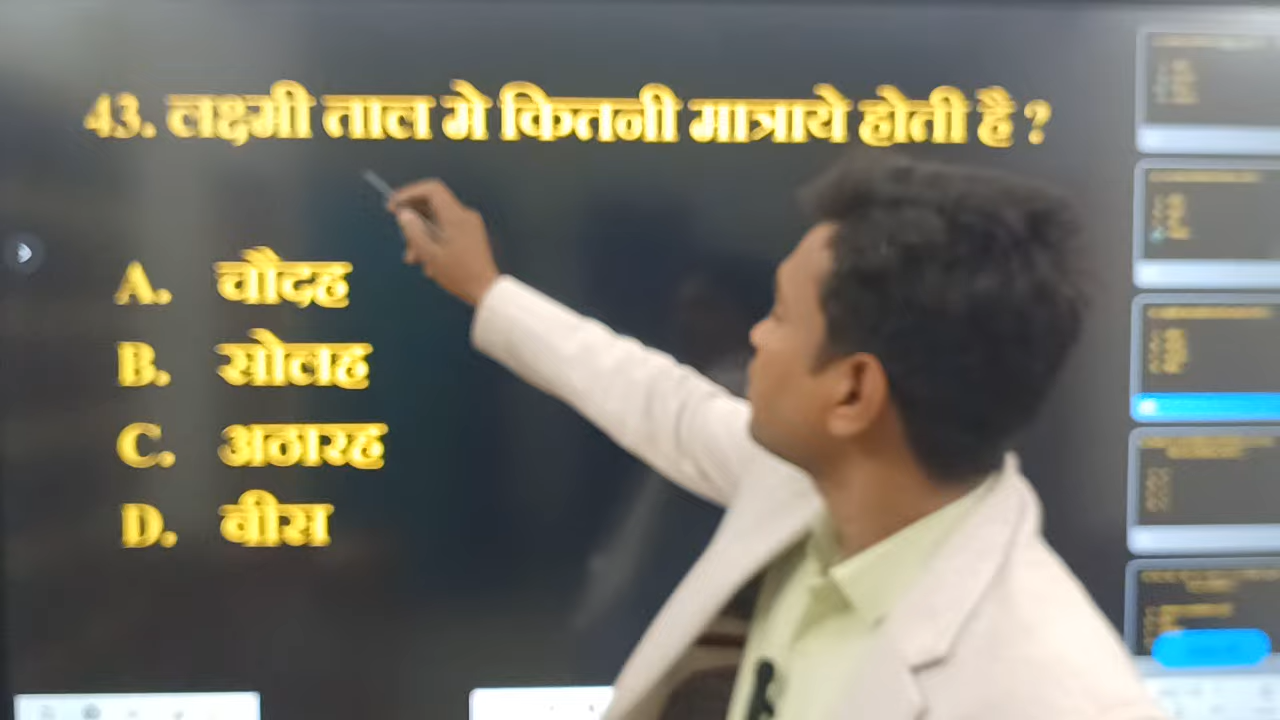 43. लक्ष्मी ताल मे कितनी मात्राये होती है ?
A. चौदह
B. सोलह
C. अठारह
D. बीस